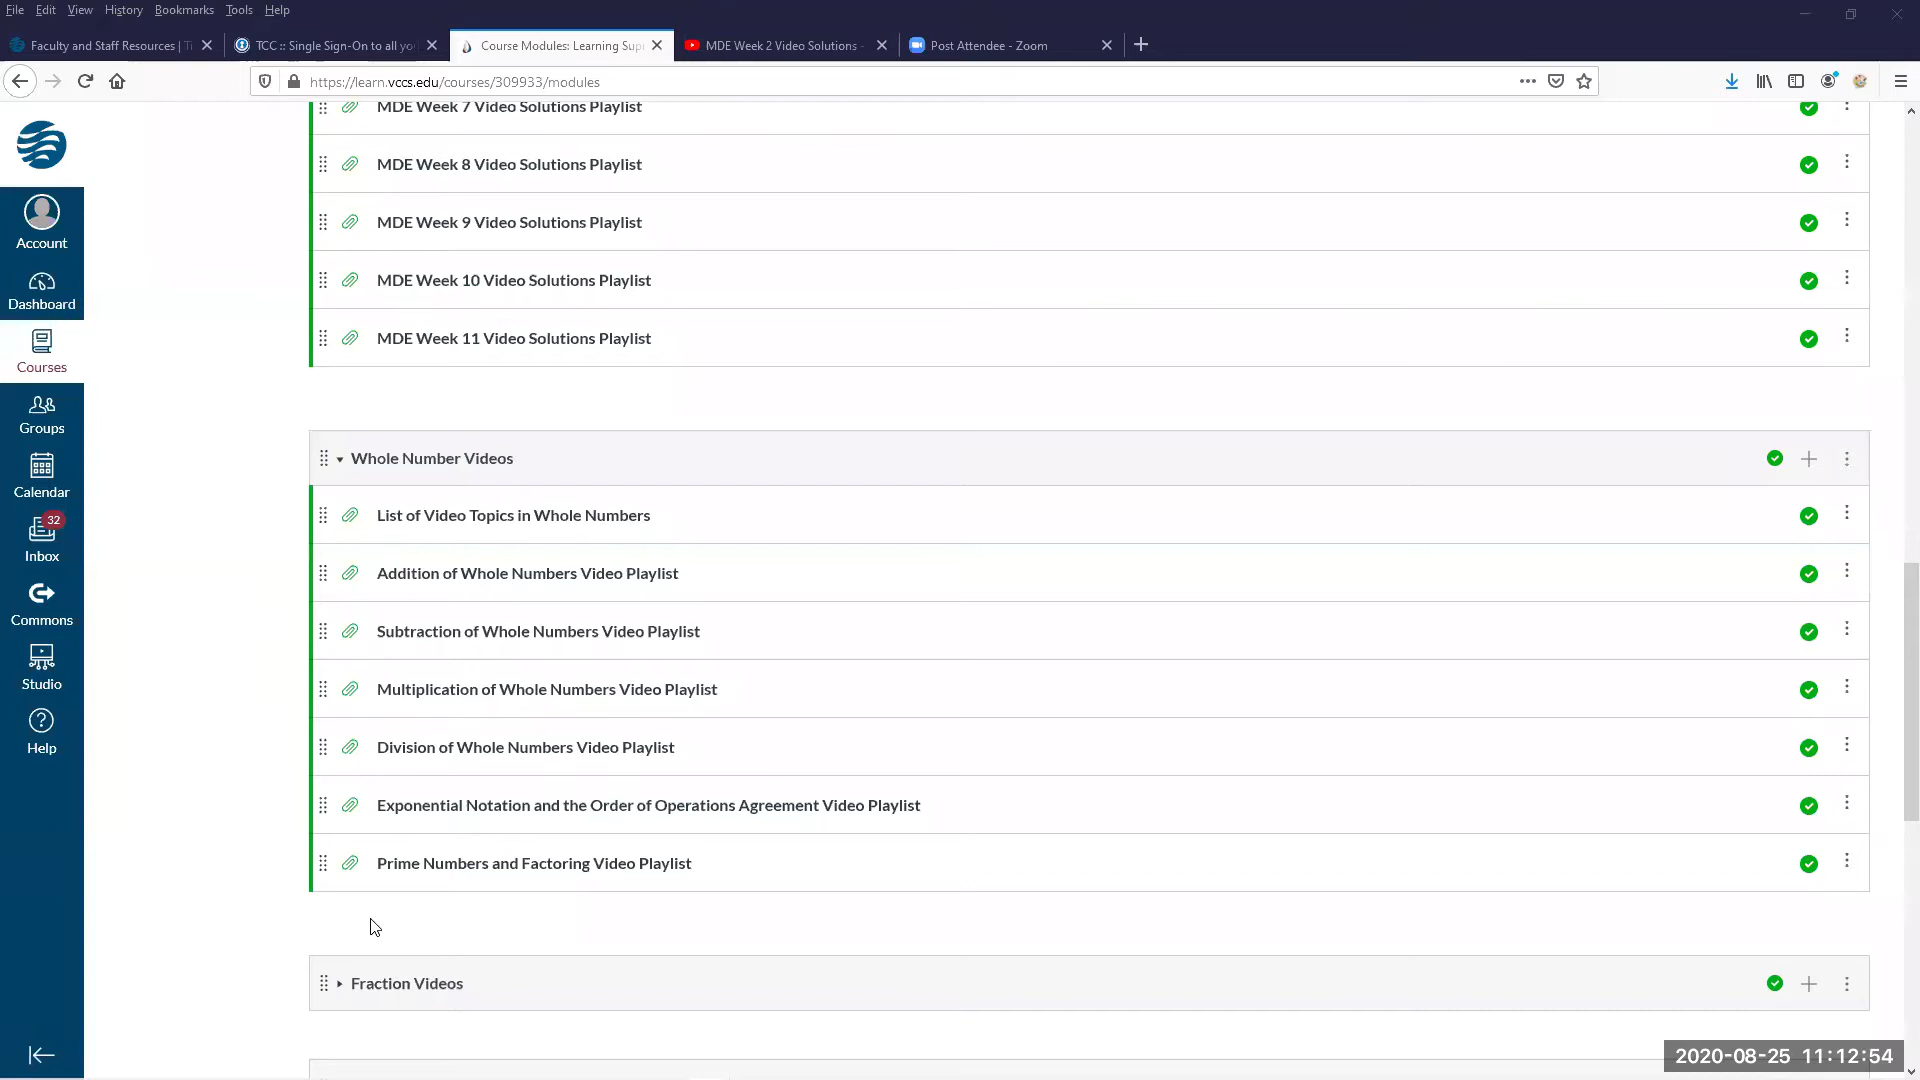 File Edit View History Bookmarks Tools Help
Faculty and Staff Resources | Ti
TCC :: Single Sign-On to all yo
Course Modules: Learning Sup
MDE Week 2 Video Solutions -
Post Attendee - Zoom
https://learn.vccs.edu/courses/309933/modules
MDE Week 7 Video Solutions Playlist
MDE Week 8 Video Solutions Playlist
MDE Week 9 Video Solutions Playlist
MDE Week 10 Video Solutions Playlist
MDE Week 11 Video Solutions Playlist
Whole Number Videos
List of Video Topics in Whole Numbers
Addition of Whole Numbers Video Playlist
Subtraction of Whole Numbers Video Playlist
Multiplication of Whole Numbers Video Playlist
Division of Whole Numbers Video Playlist
Exponential Notation and the Order of Operations Agreement Video Playlist
Prime Numbers and Factoring Video Playlist
Fraction Videos
Account
Dashboard
Courses
Groups
Calendar
32
Inbox
Commons
Studio
Help
2020-08-25 11:12:54